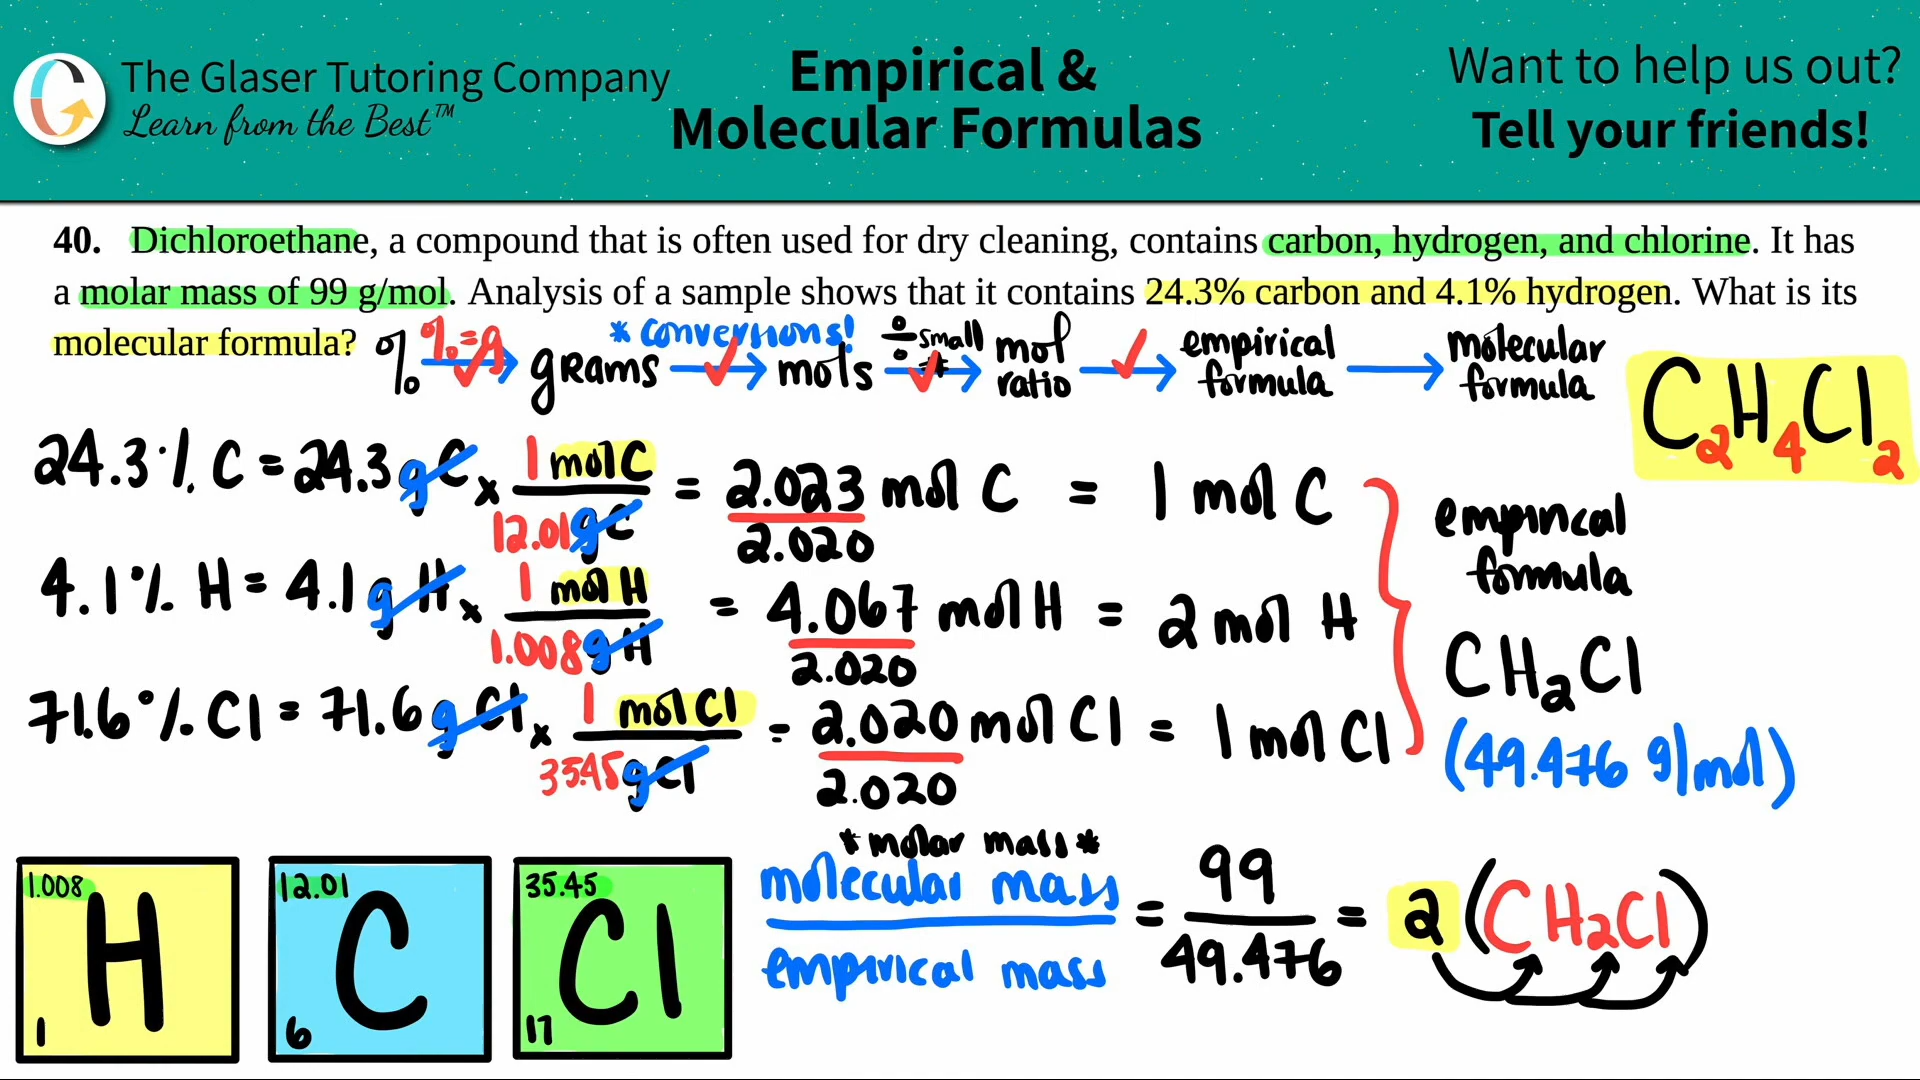 The Glaser Tutoring Company
Learn from the Best™
Empirical &
Molecular Formulas
Want to help us out?
Tell your friends!
40. Dichloroethane, a compound that is often used for dry cleaning, contains carbon, hydrogen, and chlorine. It has
a molar mass of 99 g/mol. Analysis of a sample shows that it contains 24.3% carbon and 4.1% hydrogen. What is its
molecular formula?
% %=g grams *conversions! mols ÷ small # mol ratio empirical formula molecular formula
C₂H₄Cl₂
24.3% C = 24.3 g C x 1 mol C / 12.01 g C = 2.023 mol C / 2.020 = 1 mol C
4.1% H = 4.1 g H x 1 mol H / 1.008 g H = 4.067 mol H / 2.020 = 2 mol H
71.6% Cl = 71.6 g Cl x 1 mol Cl / 35.45 g Cl = 2.020 mol Cl / 2.020 = 1 mol Cl
empirical
formula
CH₂Cl
(49.476 g/mol)
1.008
H
1
12.01
C
6
35.45
Cl
17
*molar mass*
molecular mass / empirical mass = 99 / 49.476 = 2 (CH₂Cl)